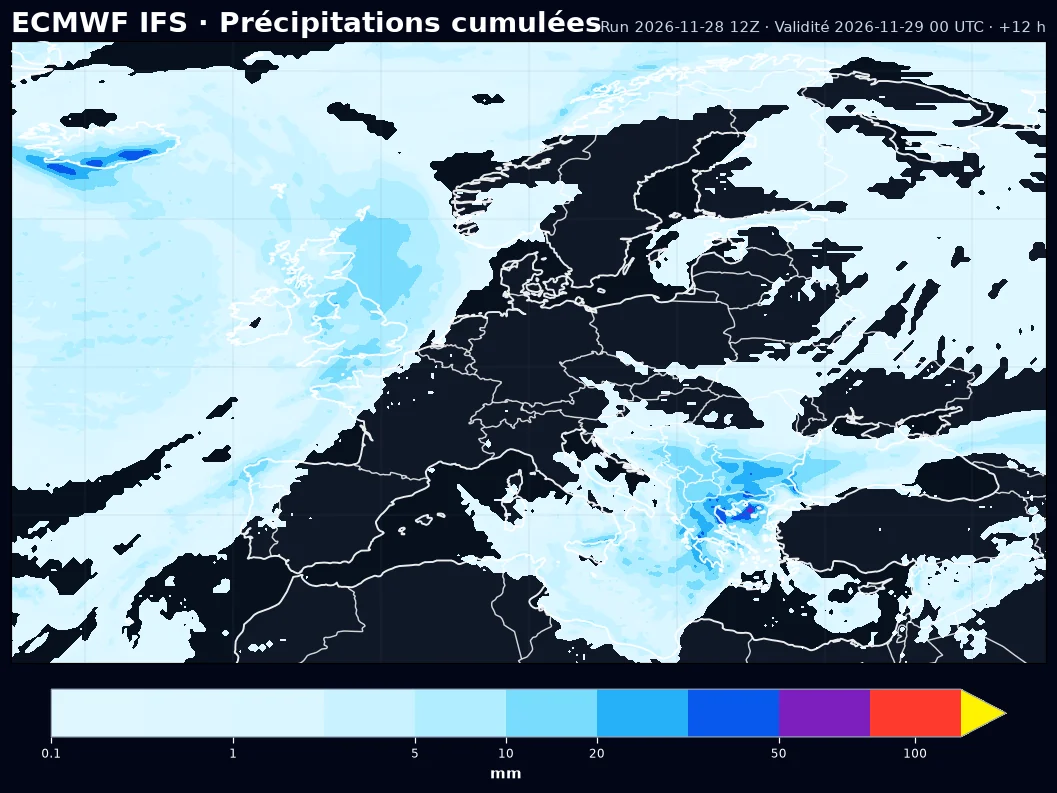 ECMWF IFS · Précipitations cumulées
Run 2026-11-28 12Z · Validité 2026-11-29 00 UTC · +12 h
0.1 1 5 10 20 50 100
mm